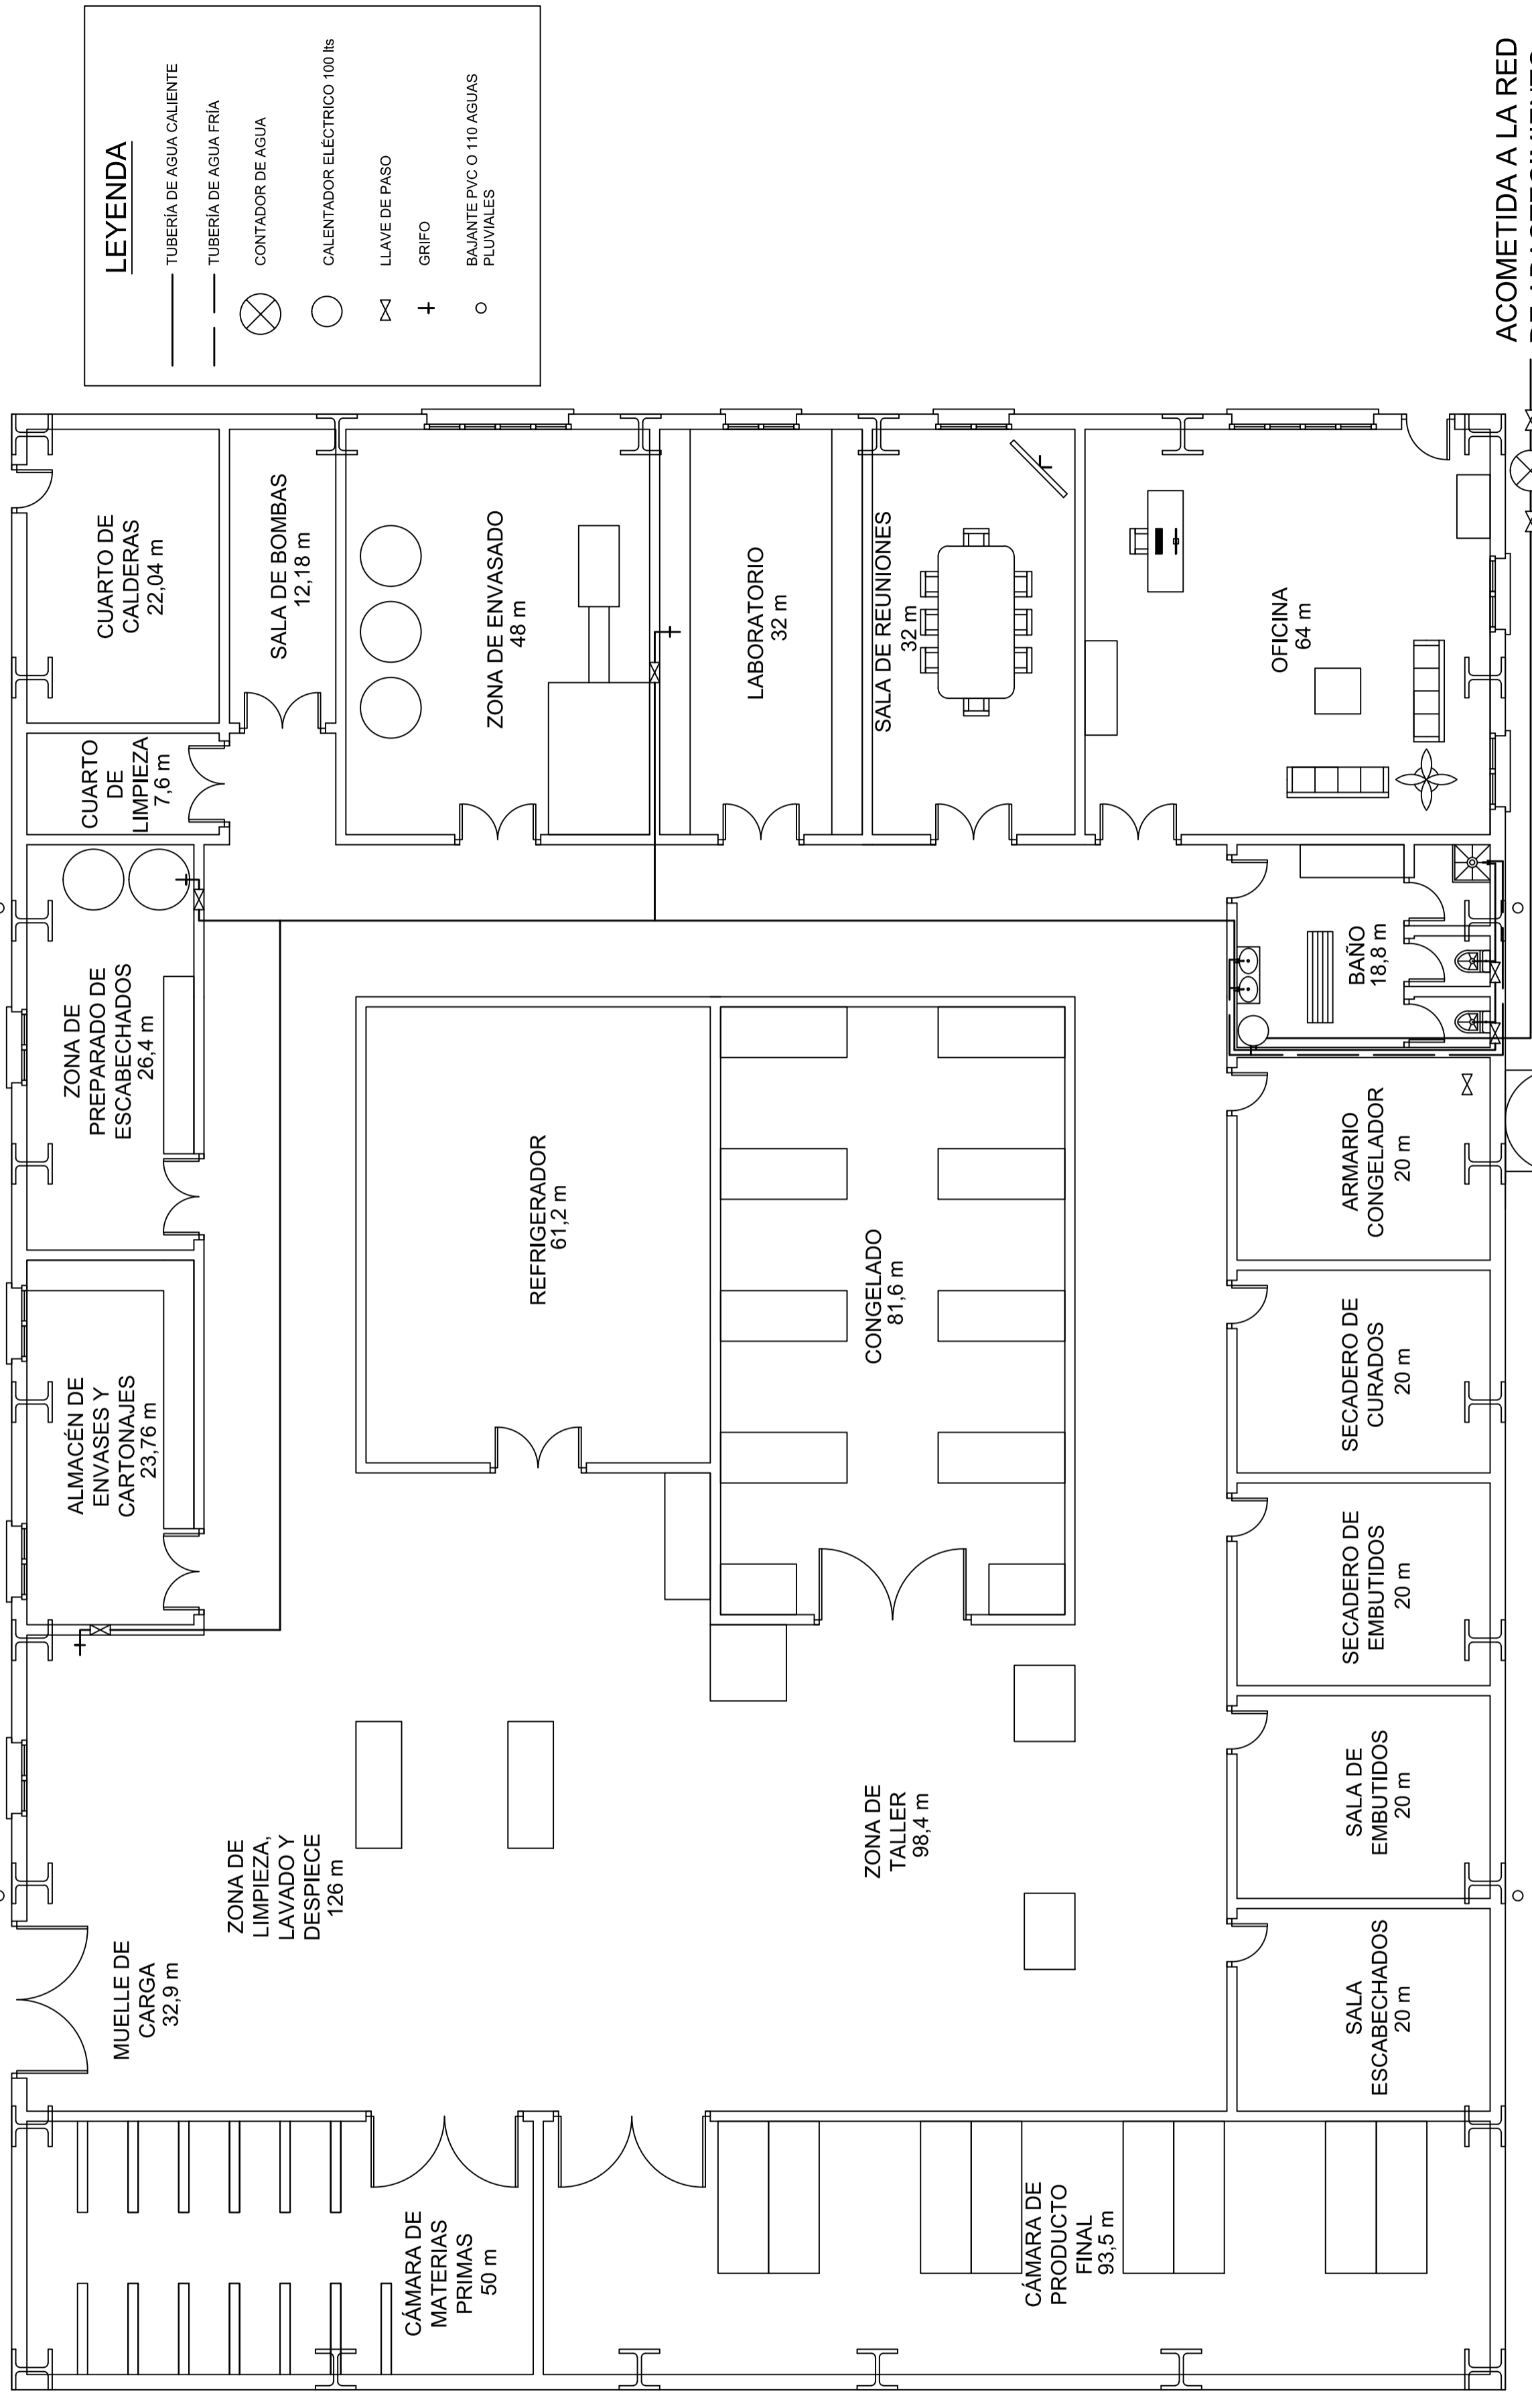 LEYENDA
TUBERÍA DE AGUA CALIENTE
TUBERÍA DE AGUA FRÍA
CONTADOR DE AGUA
CALENTADOR ELÉCTRICO 100 lts
LLAVE DE PASO
GRIFO
BAJANTE PVC O 110 AGUAS
PLUVIALES
CUARTO DE
CALDERAS
22,04 m
SALA DE BOMBAS
12,18 m
ZONA DE ENVASADO
48 m
LABORATORIO
32 m
SALA DE REUNIONES
32 m
OFICINA
64 m
ACOMETIDA A LA RED
CUARTO
DE
LIMPIEZA
7,6 m
ZONA DE
PREPARADO DE
ESCABECHADOS
26,4 m
BAÑO
18,8 m
ALMACÉN DE
ENVASES Y
CARTONAJES
23,76 m
REFRIGERADOR
61,2 m
CONGELADO
81,6 m
ARMARIO
CONGELADOR
20 m
SECADERO DE
CURADOS
20 m
SECADERO DE
EMBUTIDOS
20 m
SALA DE
EMBUTIDOS
20 m
SALA
ESCABECHADOS
20 m
MUELLE DE
CARGA
32,9 m
ZONA DE
LIMPIEZA,
LAVADO Y
DESPIECE
126 m
ZONA DE
TALLER
98,4 m
CÁMARA DE
MATERIAS
PRIMAS
50 m
CÁMARA DE
PRODUCTO
FINAL
93,5 m